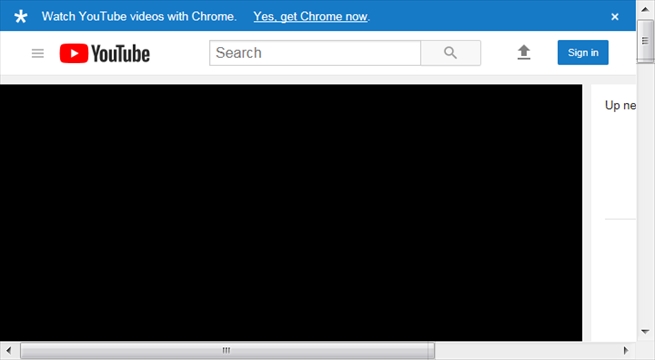 Watch YouTube videos with Chrome. Yes, get Chrome now.
YouTube
Search
Sign in
Up ne